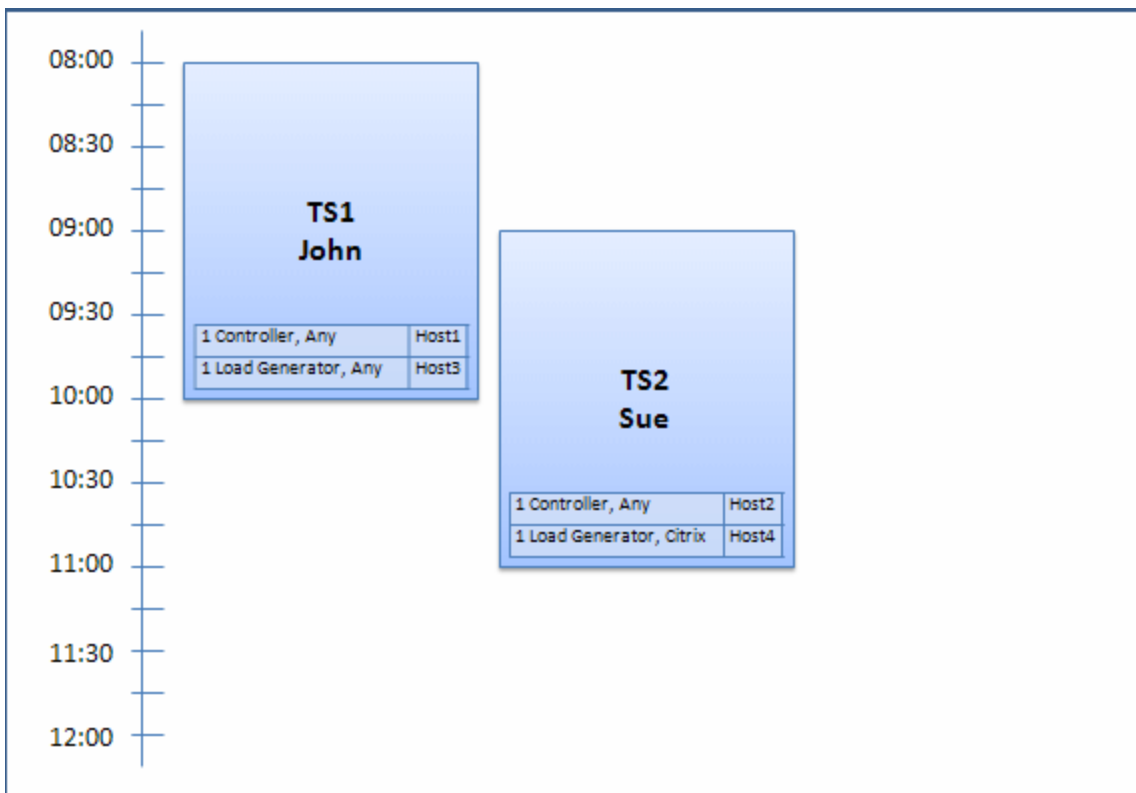 08:00
08:30
09:00
09:30
10:00
10:30
11:00
11:30
12:00
TS1
John
1 Controller, Any Host1
1 Load Generator, Any Host3
TS2
Sue
1 Controller, Any Host2
1 Load Generator, Citrix Host4